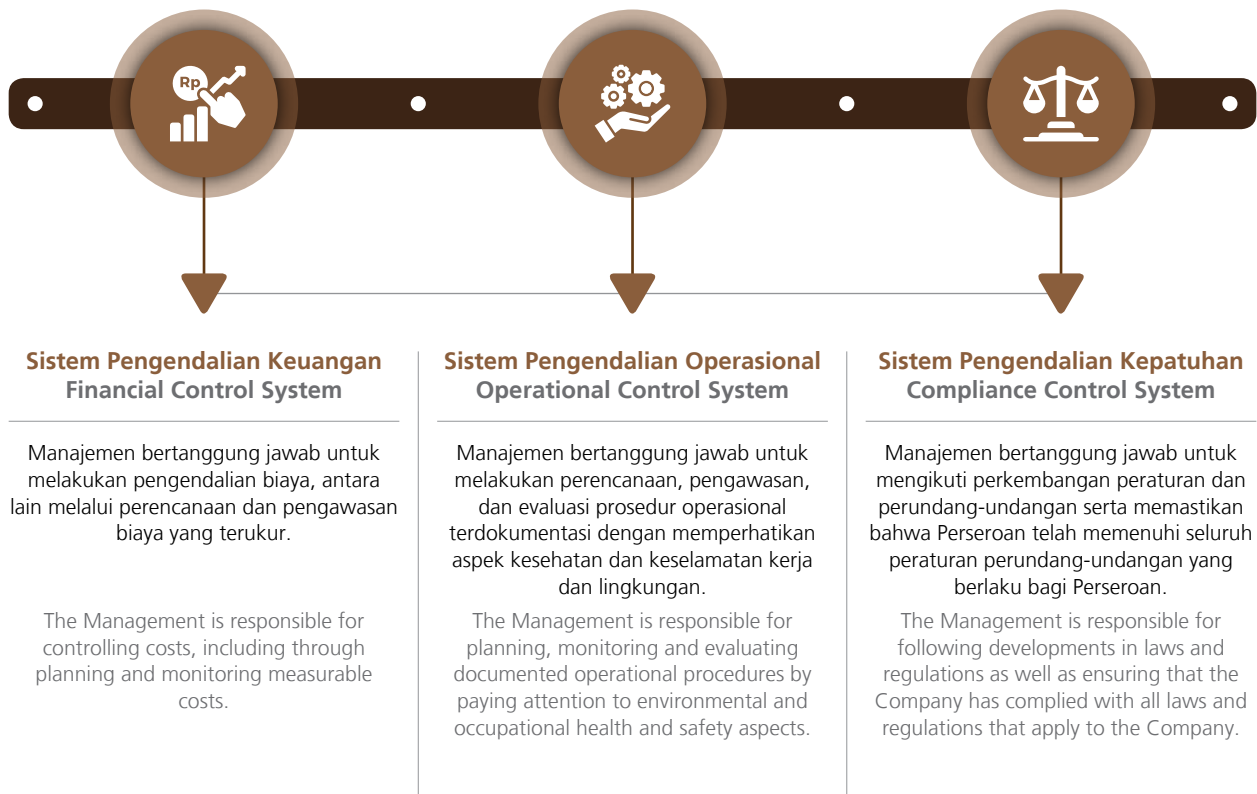 Rp
Sistem Pengendalian Keuangan
Financial Control System
Manajemen bertanggung jawab untuk
melakukan pengendalian biaya, antara
lain melalui perencanaan dan pengawasan
biaya yang terukur.
The Management is responsible for
controlling costs, including through
planning and monitoring measurable
costs.
Sistem Pengendalian Operasional
Operational Control System
Manajemen bertanggung jawab untuk
melakukan perencanaan, pengawasan,
dan evaluasi prosedur operasional
terdokumentasi dengan memperhatikan
aspek kesehatan dan keselamatan kerja
dan lingkungan.
The Management is responsible for
planning, monitoring and evaluating
documented operational procedures by
paying attention to environmental and
occupational health and safety aspects.
Sistem Pengendalian Kepatuhan
Compliance Control System
Manajemen bertanggung jawab untuk
mengikuti perkembangan peraturan dan
perundang-undangan serta memastikan
bahwa Perseroan telah memenuhi seluruh
peraturan perundang-undangan yang
berlaku bagi Perseroan.
The Management is responsible for
following developments in laws and
regulations as well as ensuring that the
Company has complied with all laws and
regulations that apply to the Company.